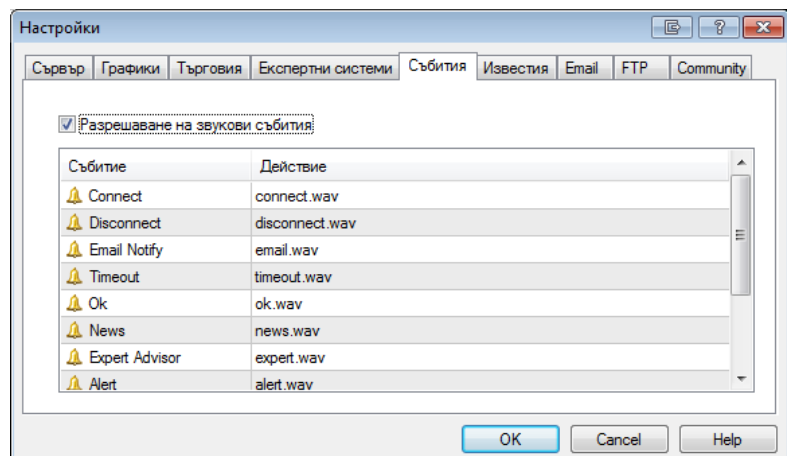 Настройки
Сървър Графики Търговия Експертни системи Събития Известия Email FTP Community
Разрешаване на звукови събития
Събитие Действие
Connect connect.wav
Disconnect disconnect.wav
Email Notify email.wav
Timeout timeout.wav
Ok ok.wav
News news.wav
Expert Advisor expert.wav
Alert alert.wav
OK Cancel Help